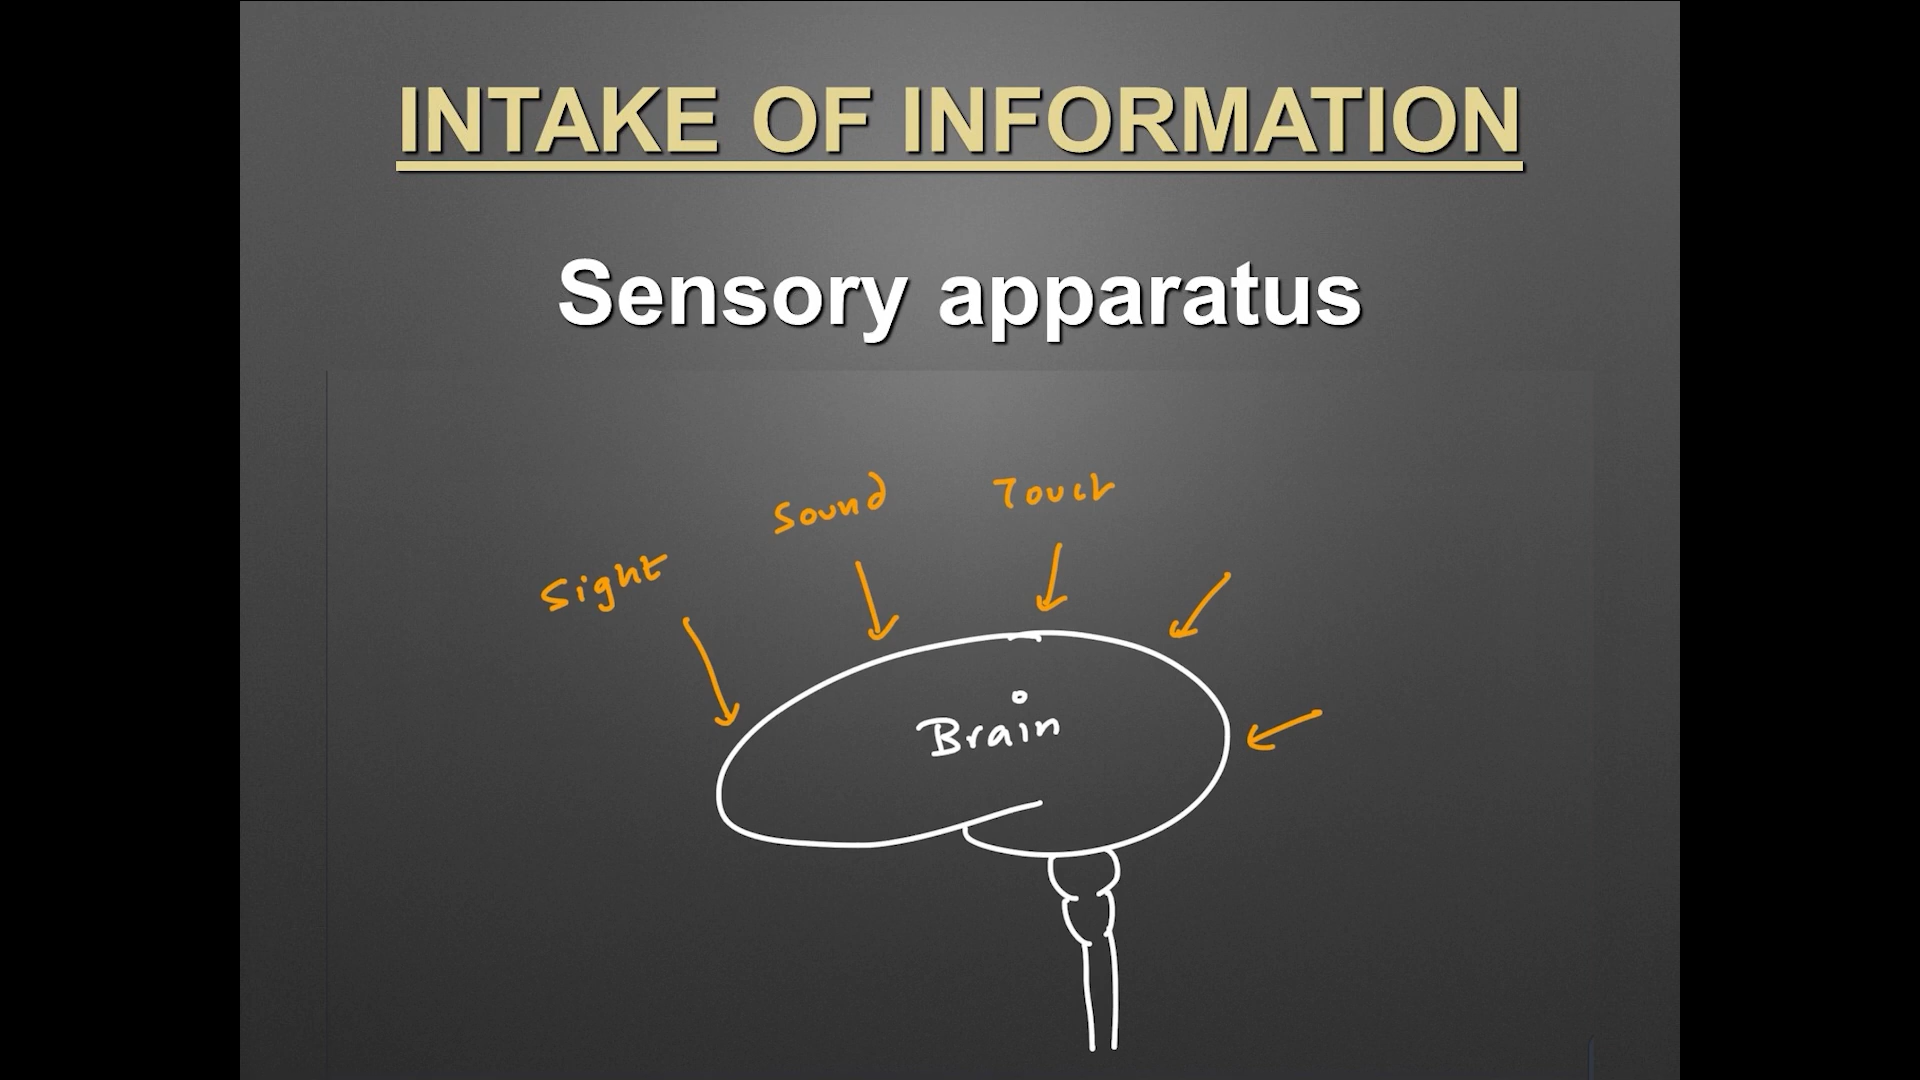 INTAKE OF INFORMATION
Sensory apparatus
Sound
Touch
Sight
Brain